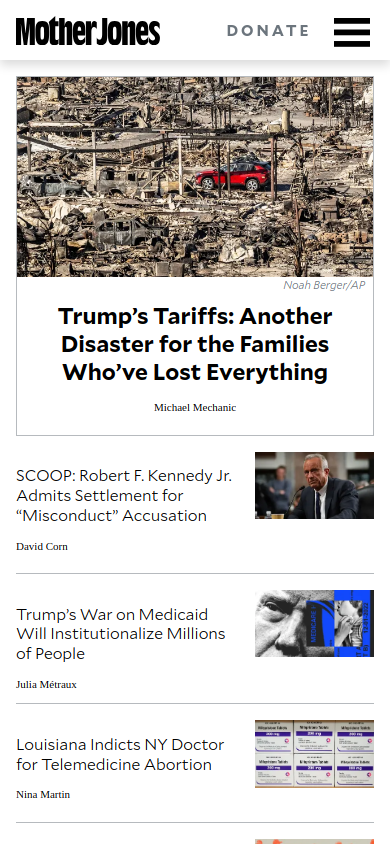 Mother Jones
DONATE
Noah Berger/AP
Trump’s Tariffs: Another
Disaster for the Families
Who’ve Lost Everything
Michael Mechanic
SCOOP: Robert F. Kennedy Jr.
Admits Settlement for
“Misconduct” Accusation
David Corn
Trump’s War on Medicaid
Will Institutionalize Millions
of People
Julia Métraux
Louisiana Indicts NY Doctor
for Telemedicine Abortion
Nina Martin